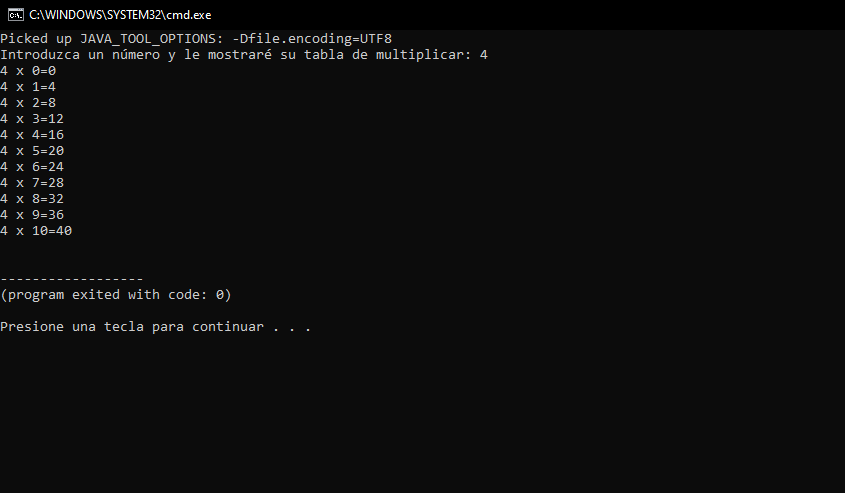 C:\WINDOWS\SYSTEM32\cmd.exe
Picked up JAVA_TOOL_OPTIONS: -Dfile.encoding=UTF8
Introduzca un número y le mostraré su tabla de multiplicar: 4
4 x 0=0
4 x 1=4
4 x 2=8
4 x 3=12
4 x 4=16
4 x 5=20
4 x 6=24
4 x 7=28
4 x 8=32
4 x 9=36
4 x 10=40
------------------
(program exited with code: 0)
Presione una tecla para continuar . . .